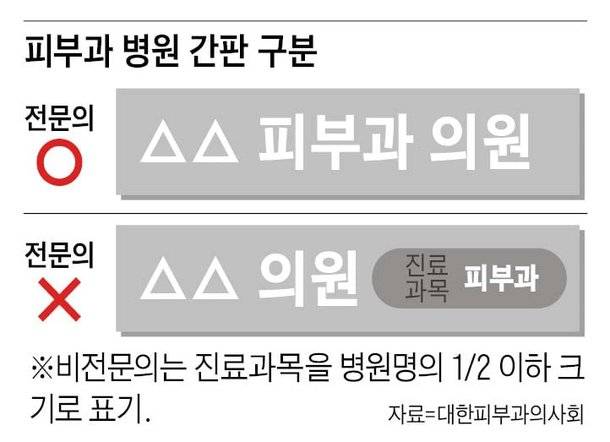 피부과 병원 간판 구분
전문의
△△ 피부과 의원
전문의
△△ 의원
진료
과목
피부과
※비전문의는 진료과목을 병원명의 1/2 이하 크
기로 표기.
자료=대한피부과의사회